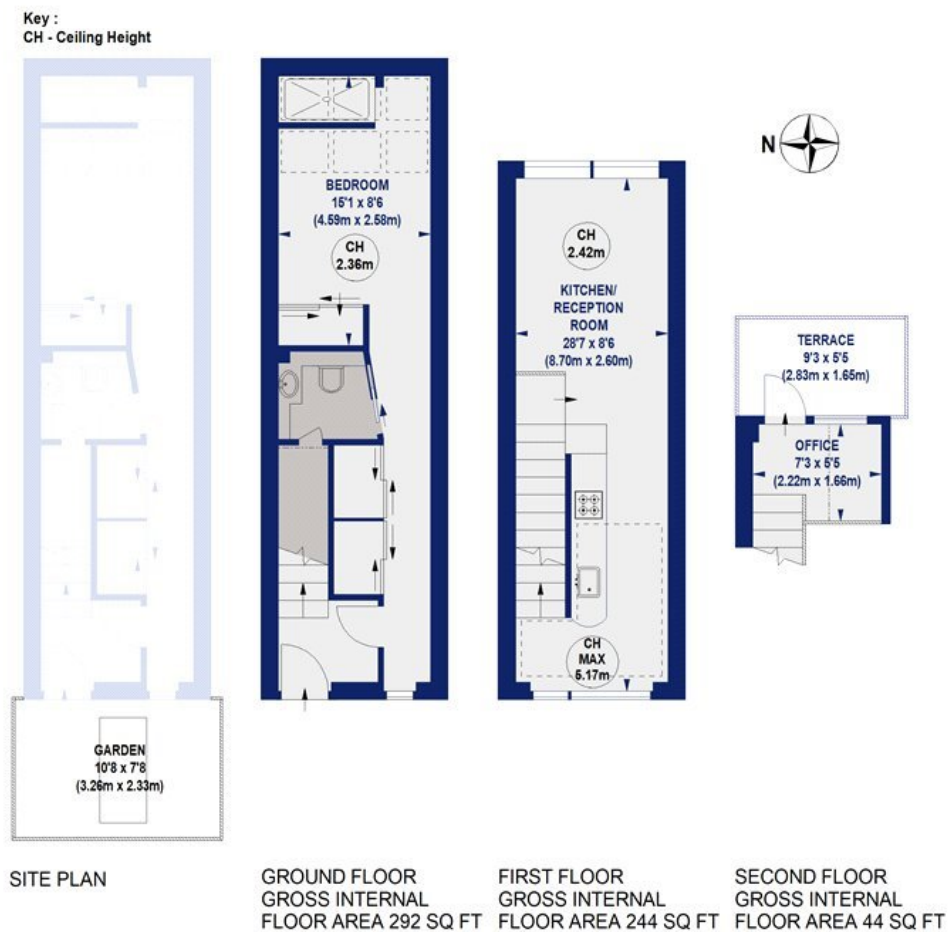 Key :
CH - Ceiling Height
BEDROOM
15'1 x 8'6
(4.59m x 2.58m)
CH
2.36m
CH
2.42m
KITCHEN/
RECEPTION
ROOM
28'7 x 8'6
(8.70m x 2.60m)
CH
MAX
5.17m
N
TERRACE
9'3 x 5'5
(2.83m x 1.65m)
OFFICE
7'3 x 5'5
(2.22m x 1.66m)
GARDEN
10'8 x 7'8
(3.26m x 2.33m)
SITE PLAN
GROUND FLOOR
GROSS INTERNAL
FLOOR AREA 292 SQ FT
FIRST FLOOR
GROSS INTERNAL
FLOOR AREA 244 SQ FT
SECOND FLOOR
GROSS INTERNAL
FLOOR AREA 44 SQ FT